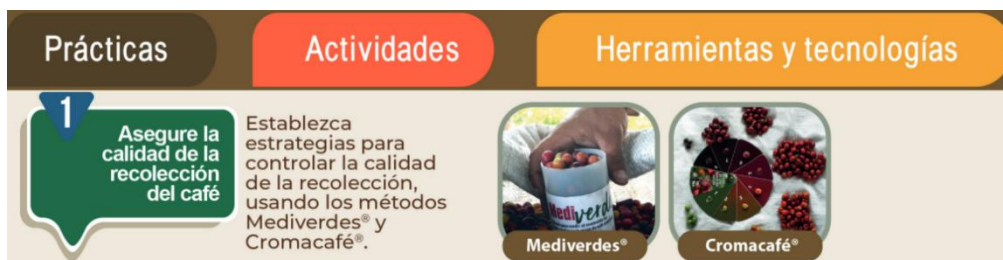 Prácticas
Actividades
Herramientas y tecnologías
1
Asegure la
calidad de la
recolección
del café
Establezca
estrategias para
controlar la calidad
de la recolección,
usando los métodos
Mediverdes® y
Cromacafé®.
Mediverd
Mediverdes®
Cromacafé®